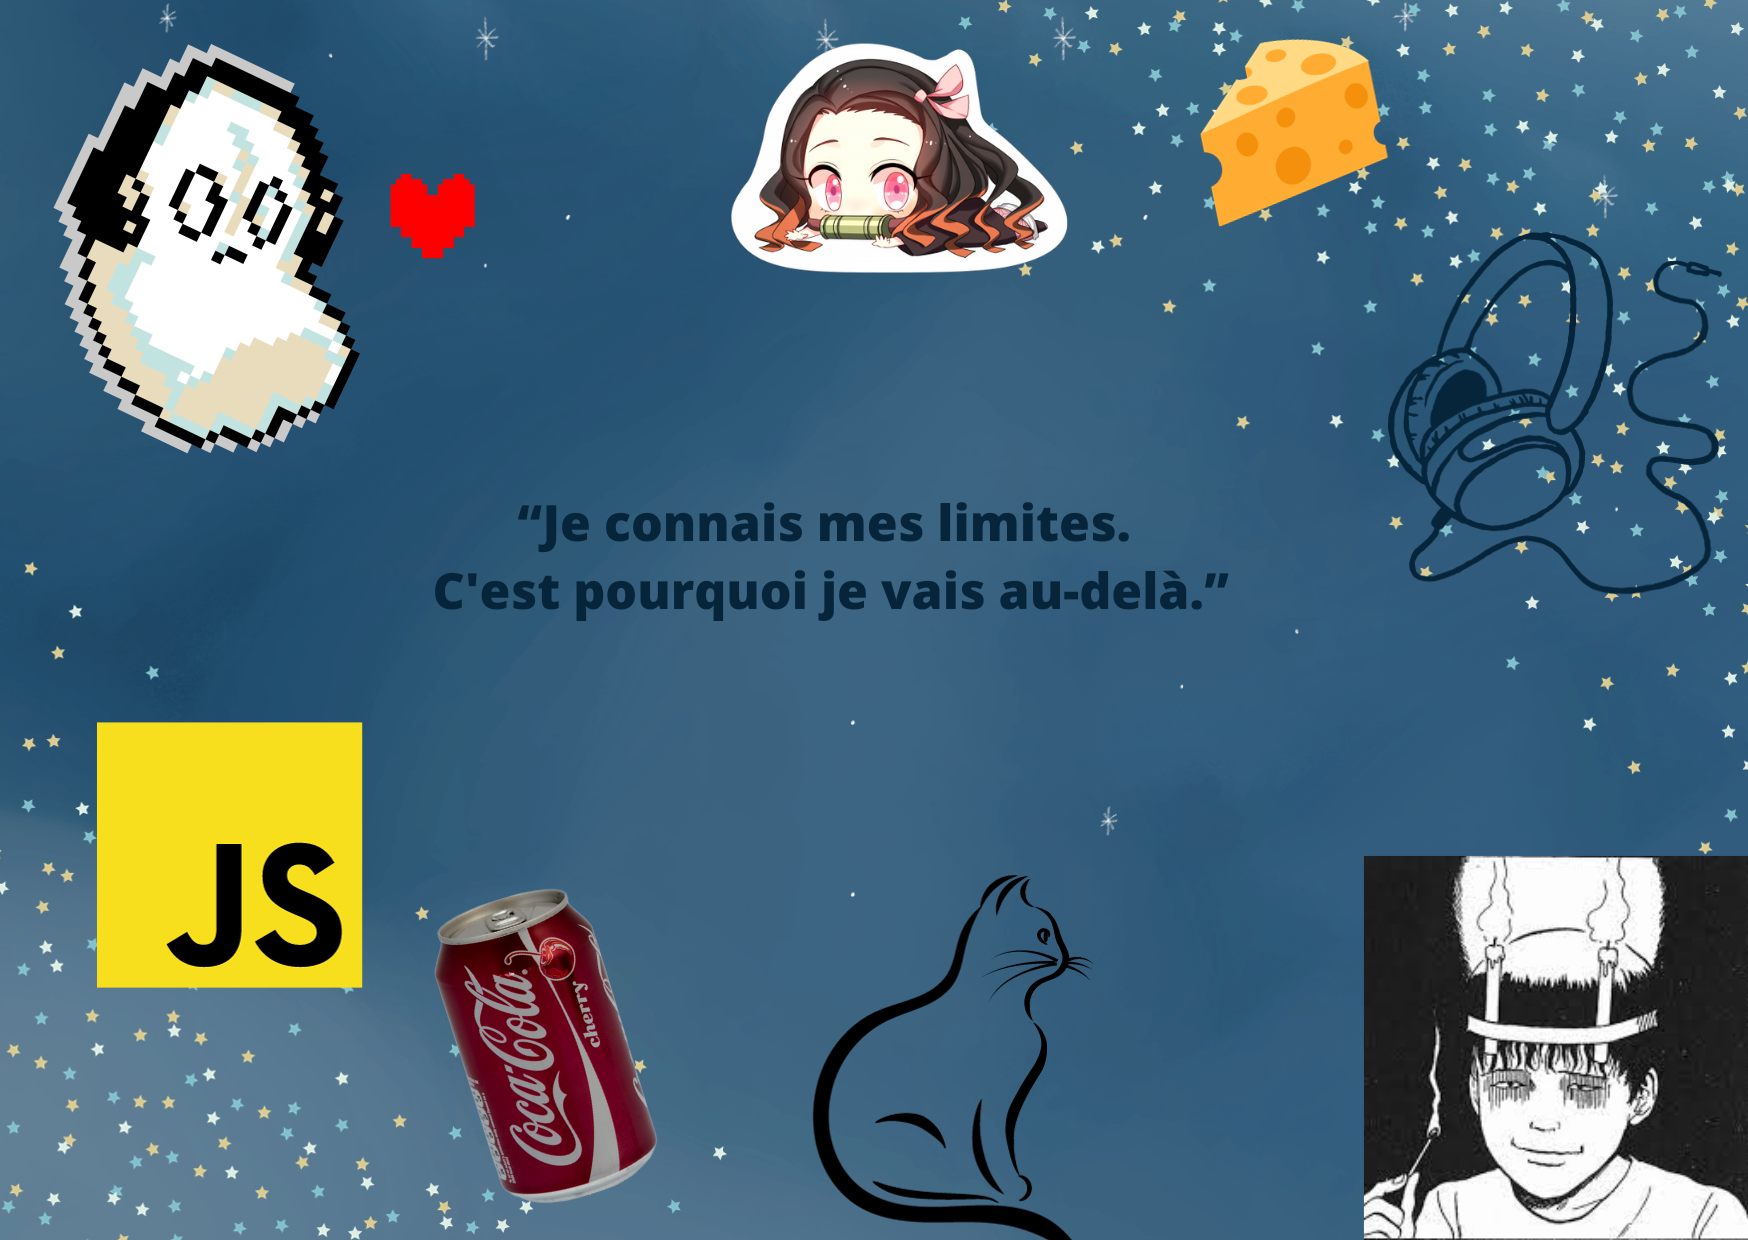 “Je connais mes limites.
C'est pourquoi je vais au-delà.”
JS
Coca-Cola
cherry